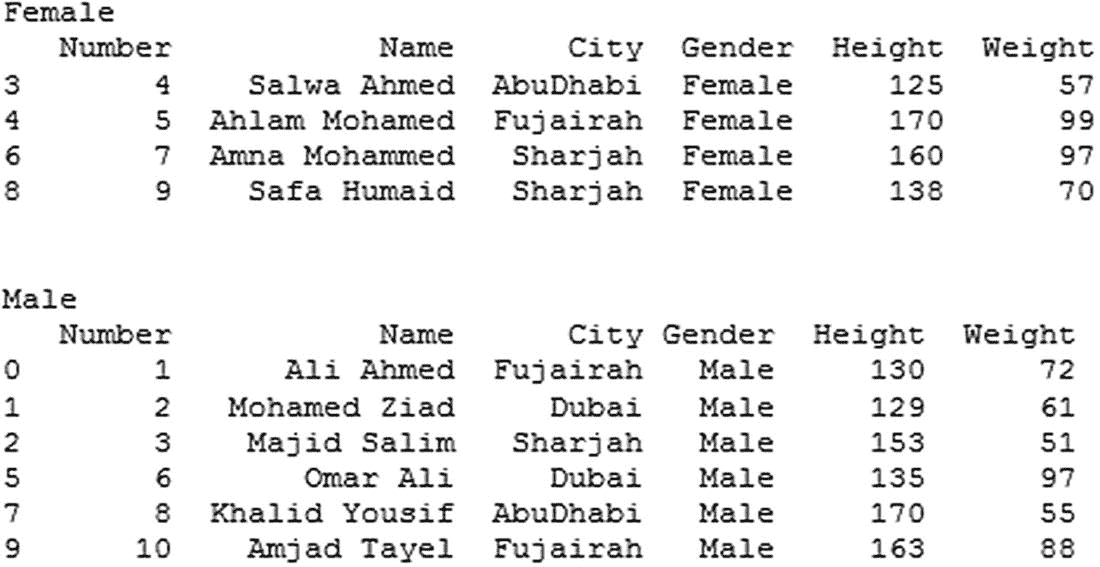 Female
Number Name City Gender Height Weight
3 4 Salwa Ahmed AbuDhabi Female 125 57
4 5 Ahlam Mohamed Fujairah Female 170 99
6 7 Amna Mohammed Sharjah Female 160 97
8 9 Safa Humaid Sharjah Female 138 70
Male
Number Name City Gender Height Weight
0 1 Ali Ahmed Fujairah Male 130 72
1 2 Mohamed Ziad Dubai Male 129 61
2 3 Majid Salim Sharjah Male 153 51
5 6 Omar Ali Dubai Male 135 97
7 8 Khalid Yousif AbuDhabi Male 170 55
9 10 Amjad Tayel Fujairah Male 163 88